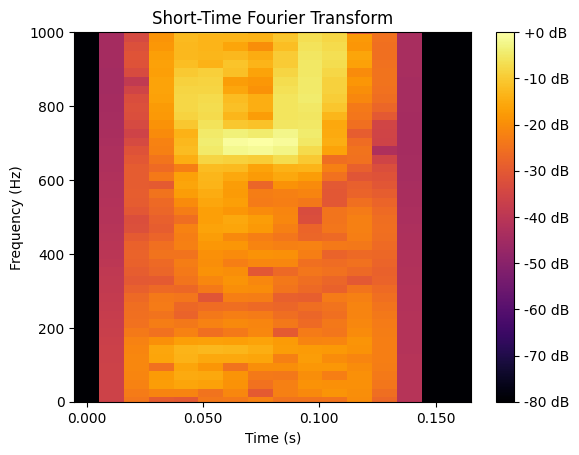 Short-Time Fourier Transform
1000
800
600
400
200
0
Frequency (Hz)
0.000
0.050
0.100
0.150
Time (s)
+0 dB
-10 dB
-20 dB
-30 dB
-40 dB
-50 dB
-60 dB
-70 dB
-80 dB